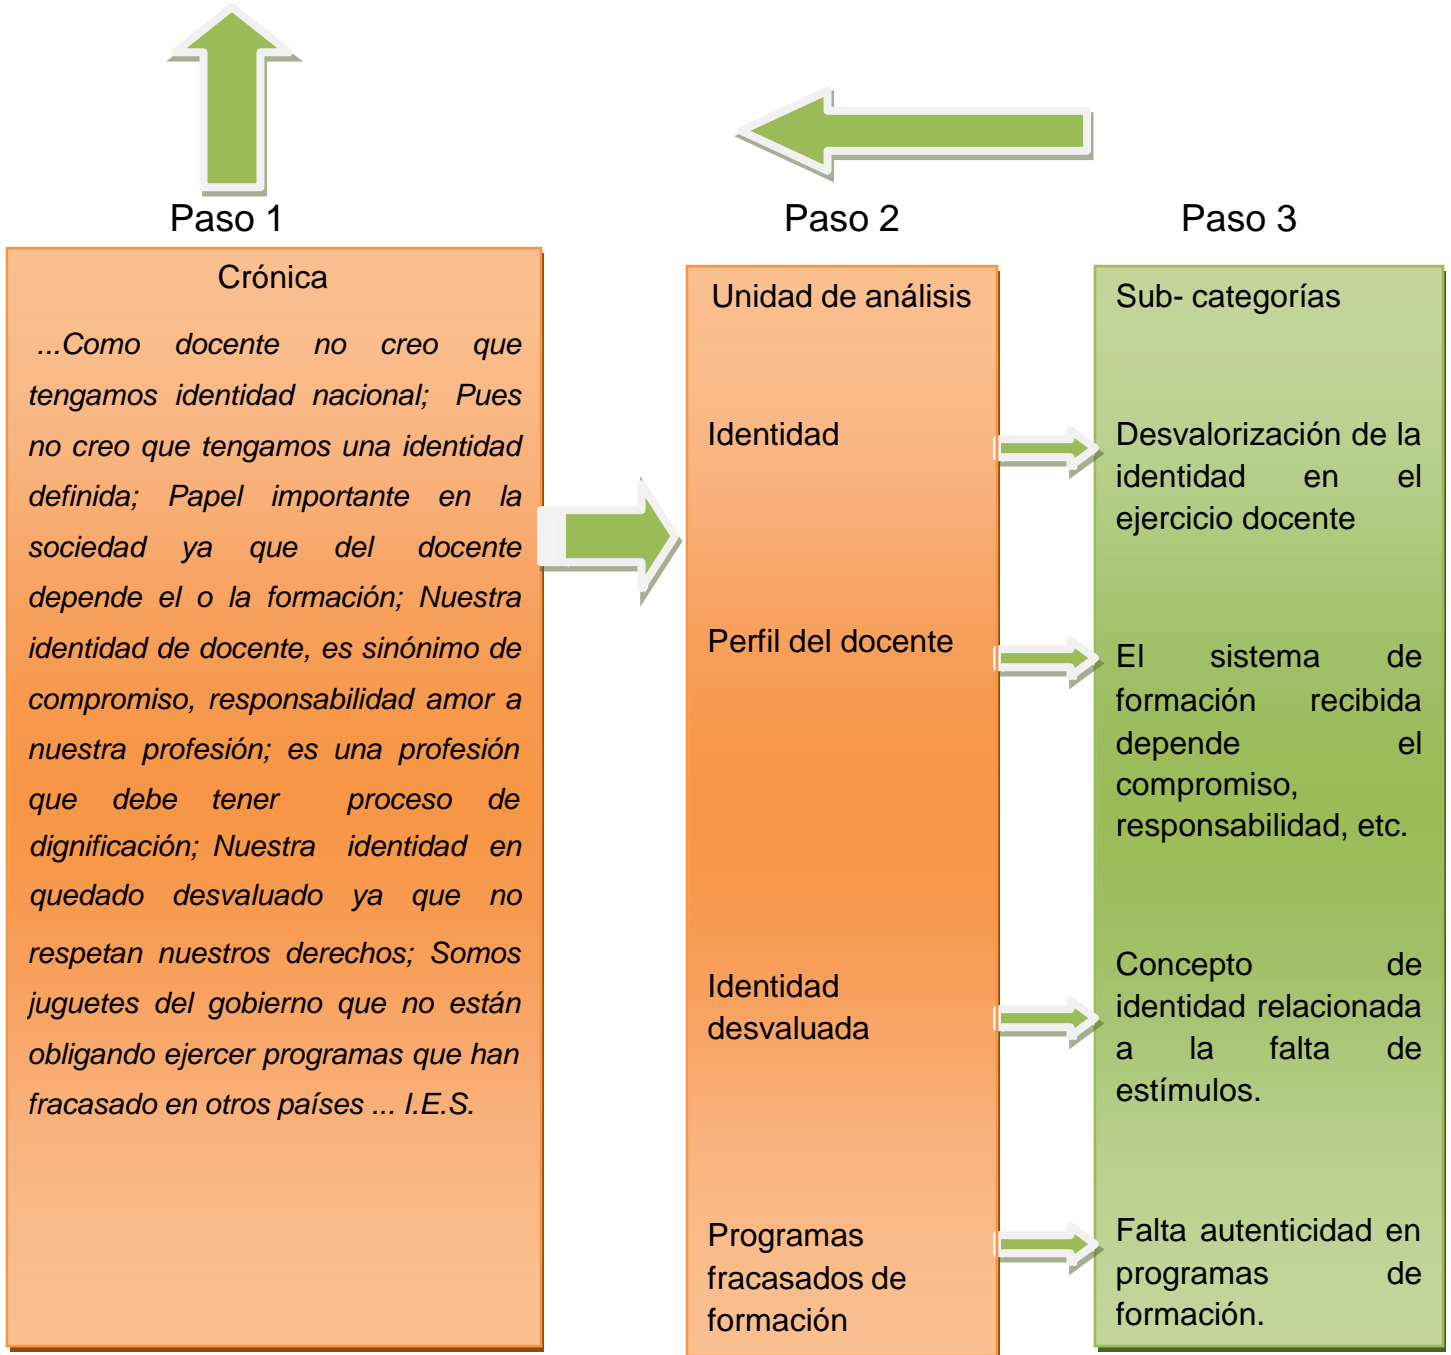 Paso 1
Paso 2
Paso 3
Crónica
...Como docente no creo que
tengamos identidad nacional; Pues
no creo que tengamos una identidad
definida; Papel importante en la
sociedad ya que del docente
depende el o la formación; Nuestra
identidad de docente, es sinónimo de
compromiso, responsabilidad amor a
nuestra profesión; es una profesión
que debe tener proceso de
dignificación; Nuestra identidad en
quedado desvaluado ya que no
respetan nuestros derechos; Somos
juguetes del gobierno que no están
obligando ejercer programas que han
fracasado en otros países ... I.E.S.
Unidad de análisis
Identidad
Perfil del docente
Identidad
desvaluada
Programas
fracasados de
formación
Sub- categorías
Desvalorización de la
identidad en el
ejercicio docente
El sistema de
formación recibida
depende el
compromiso,
responsabilidad, etc.
Concepto de
identidad relacionada
a la falta de
estímulos.
Falta autenticidad en
programas de
formación.